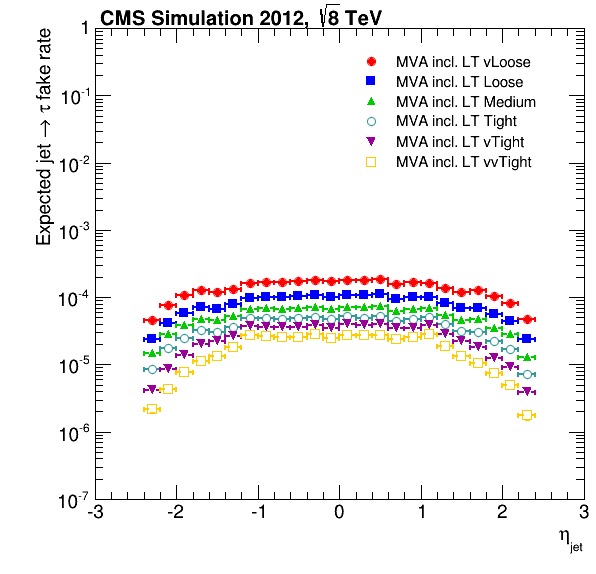 CMS Simulation 2012, √8 TeV
Expected jet → τ fake rate
1
10^-1
10^-2
10^-3
10^-4
10^-5
10^-6
10^-7
MVA incl. LT vLoose
MVA incl. LT Loose
MVA incl. LT Medium
MVA incl. LT Tight
MVA incl. LT vTight
MVA incl. LT vvTight
-3 -2 -1 0 1 2 3
η_jet